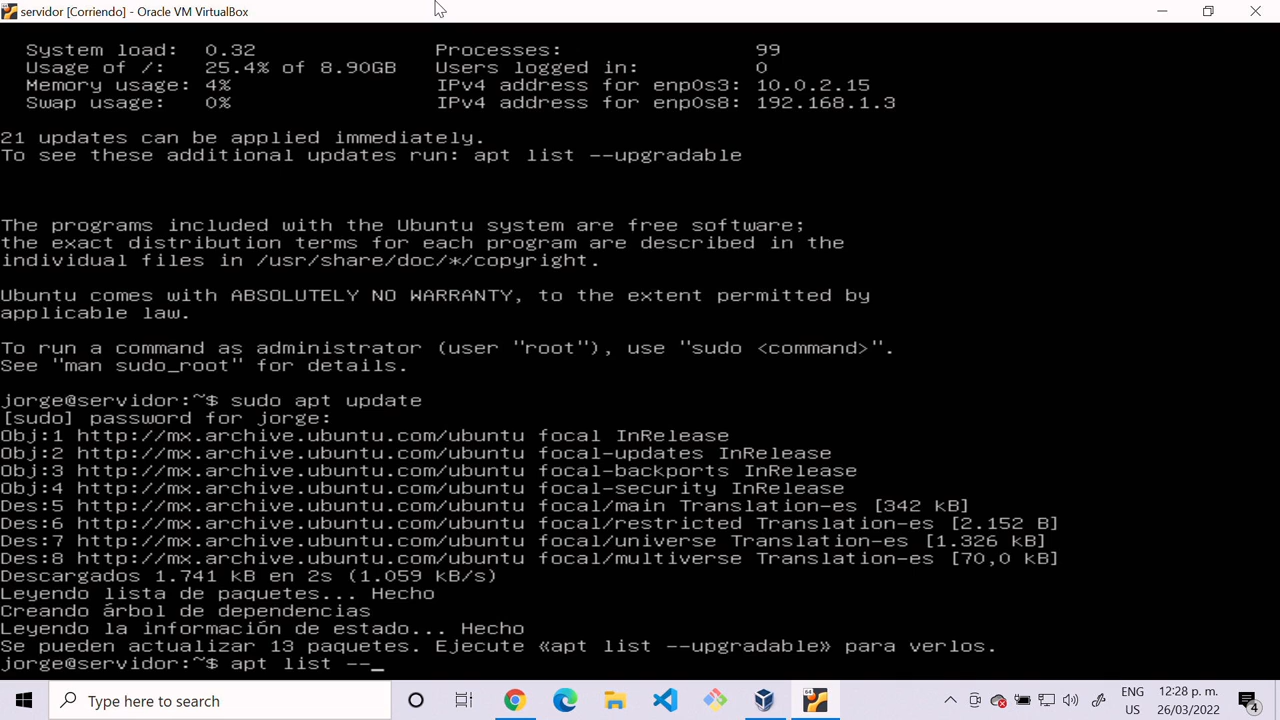 servidor [Corriendo] - Oracle VM VirtualBox
System load: 0.32 Processes: 99
Usage of /: 25.4% of 8.90GB Users logged in: 0
Memory usage: 4% IPv4 address for enp0s3: 10.0.2.15
Swap usage: 0% IPv4 address for enp0s8: 192.168.1.3
21 updates can be applied immediately.
To see these additional updates run: apt list --upgradable
The programs included with the Ubuntu system are free software;
the exact distribution terms for each program are described in the
individual files in /usr/share/doc/*/copyright.
Ubuntu comes with ABSOLUTELY NO WARRANTY, to the extent permitted by
applicable law.
To run a command as administrator (user "root"), use "sudo <command>".
See "man sudo_root" for details.
jorge@servidor:~$ sudo apt update
[sudo] password for jorge:
Obj:1 http://mx.archive.ubuntu.com/ubuntu focal InRelease
Obj:2 http://mx.archive.ubuntu.com/ubuntu focal-updates InRelease
Obj:3 http://mx.archive.ubuntu.com/ubuntu focal-backports InRelease
Obj:4 http://mx.archive.ubuntu.com/ubuntu focal-security InRelease
Des:5 http://mx.archive.ubuntu.com/ubuntu focal/main Translation-es [342 kB]
Des:6 http://mx.archive.ubuntu.com/ubuntu focal/restricted Translation-es [2.152 B]
Des:7 http://mx.archive.ubuntu.com/ubuntu focal/universe Translation-es [1.326 kB]
Des:8 http://mx.archive.ubuntu.com/ubuntu focal/multiverse Translation-es [70,0 kB]
Descargados 1.741 kB en 2s (1.059 kB/s)
Leyendo lista de paquetes... Hecho
Creando árbol de dependencias
Leyendo la información de estado... Hecho
Se pueden actualizar 13 paquetes. Ejecute «apt list --upgradable» para verlos.
jorge@servidor:~$ apt list --_
Type here to search
ENG
US
12:28 p. m.
26/03/2022
4